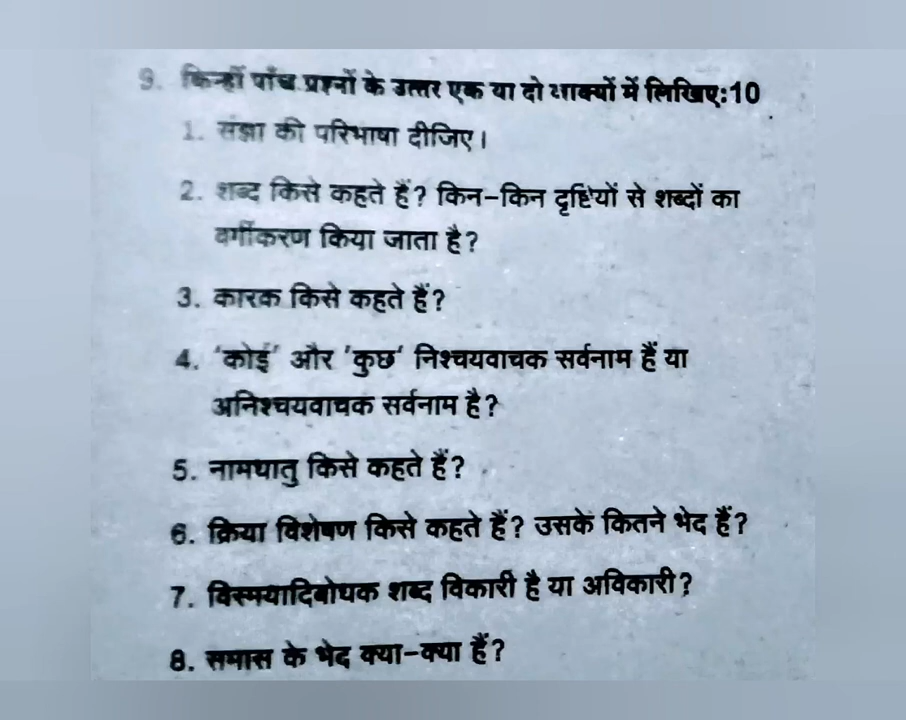 9. किन्हीं पाँच प्रश्नों के उत्तर एक या दो वाक्यों में लिखिए:10
1. संज्ञा की परिभाषा दीजिए।
2. शब्द किसे कहते हैं? किन-किन दृष्टियों से शब्दों का
वर्गीकरण किया जाता है?
3. कारक किसे कहते हैं?
4. 'कोई' और 'कुछ' निश्चयवाचक सर्वनाम हैं या
अनिश्चयवाचक सर्वनाम है?
5. नामधातु किसे कहते हैं?
6. क्रिया विशेषण किसे कहते हैं? उसके कितने भेद हैं?
7. विस्मयादिबोधक शब्द विकारी है या अविकारी?
8. समास के भेद क्या-क्या हैं?